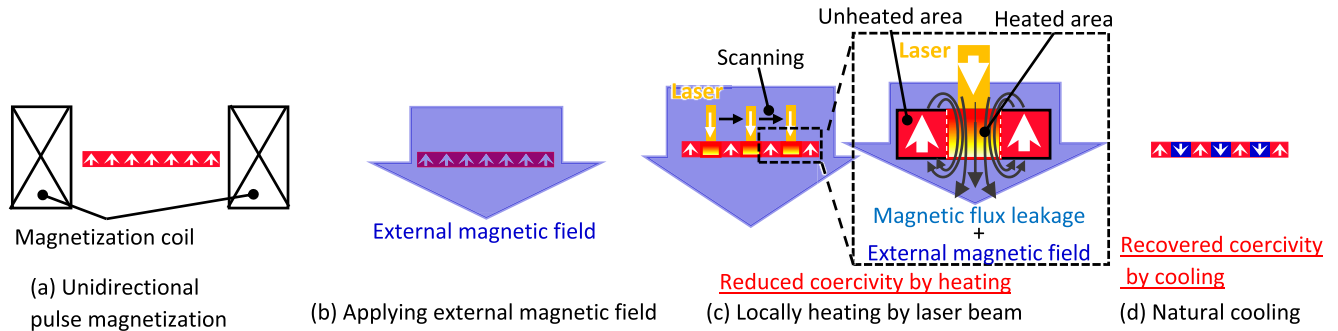 Unheated area
Heated area
Scanning
Laser
Laser
Magnetization coil
External magnetic field
Magnetic flux leakage
+
External magnetic field
Reduced coercivity by heating
Recovered coercivity
by cooling
(a) Unidirectional
pulse magnetization
(b) Applying external magnetic field
(c) Locally heating by laser beam
(d) Natural cooling